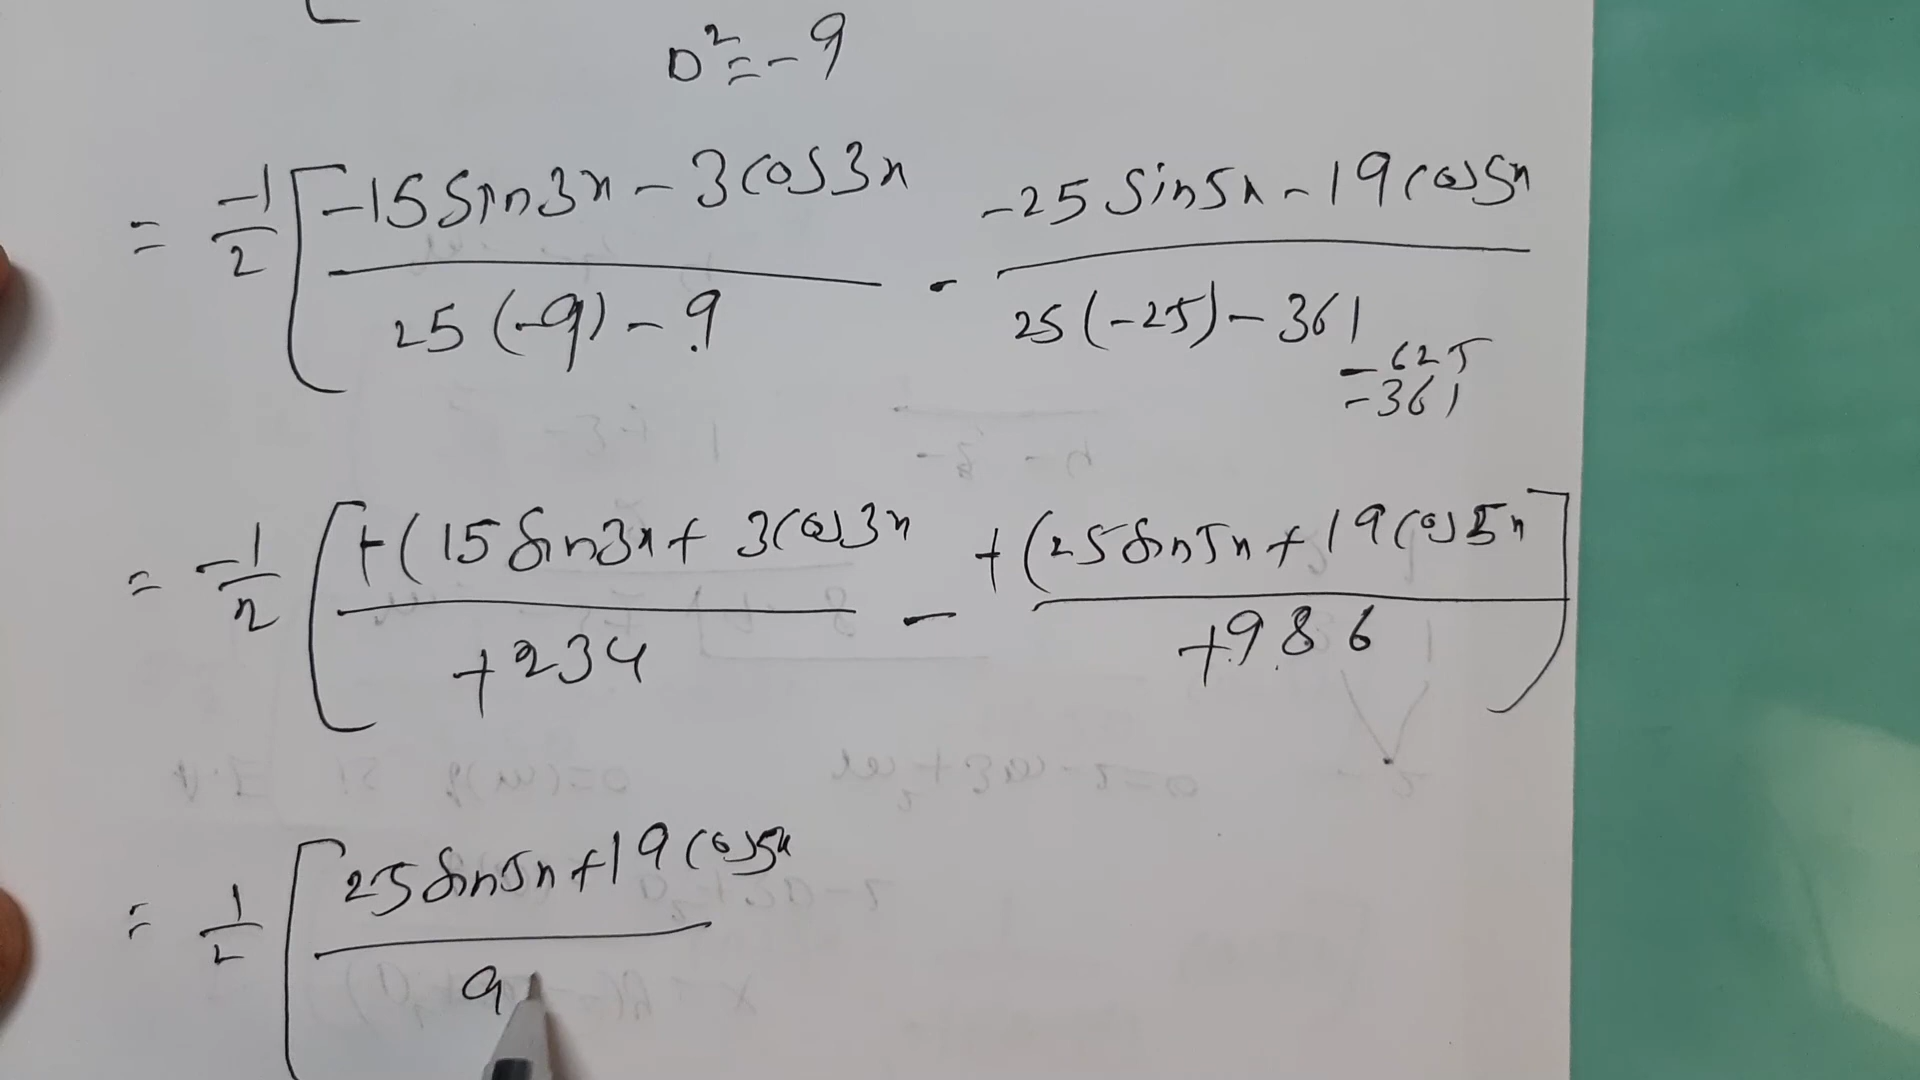 D² = -9
= -1/2 [ (-15 Sin3x - 3 cos3x) / (25(-9) - 9) - (-25 Sin5x - 19 cos5x) / (25(-25) - 361)
-625
-361
= -1/2 [ +(15 Sin3x + 3 cos3x / +234 - +(25 Sin5x + 19 cos5x / +986 ]
= 1/2 [ 25 Sin5x + 19 cos5x / 9